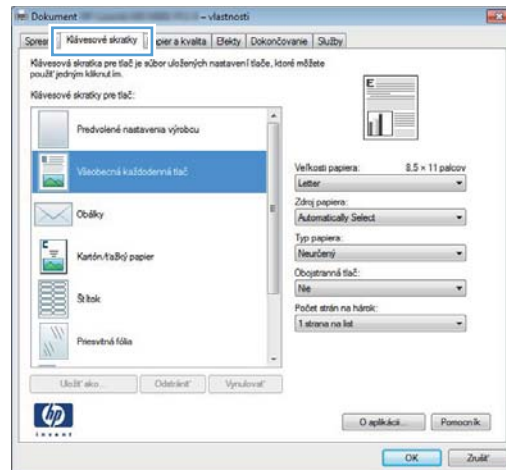 Dokument – vlastnosti
Klávesové skratky
apier a kvalita Efekty Dokončovanie Služby
Klávesová skratka pre tlač je súbor uložených nastavení tlače, ktoré môžete
použiť jedným kliknutím.
Klávesové skratky pre tlač:
Predvolené nastavenia výrobcu
Všeobecná každodenná tlač
Obálky
Kartón/ťažký papier
Štítok
Priesvitná fólia
Uložiť ako...
Odstrániť
Vynulovať
E
Veľkosti papiera: 8.5 × 11 palcov
Letter
Zdroj papiera:
Automatically Select
Typ papiera:
Neurčený
Obojstranná tlač:
Nie
Počet strán na hárok:
1 strana na list
hp
invent
O aplikácii...
Pomocník
OK
Zrušiť